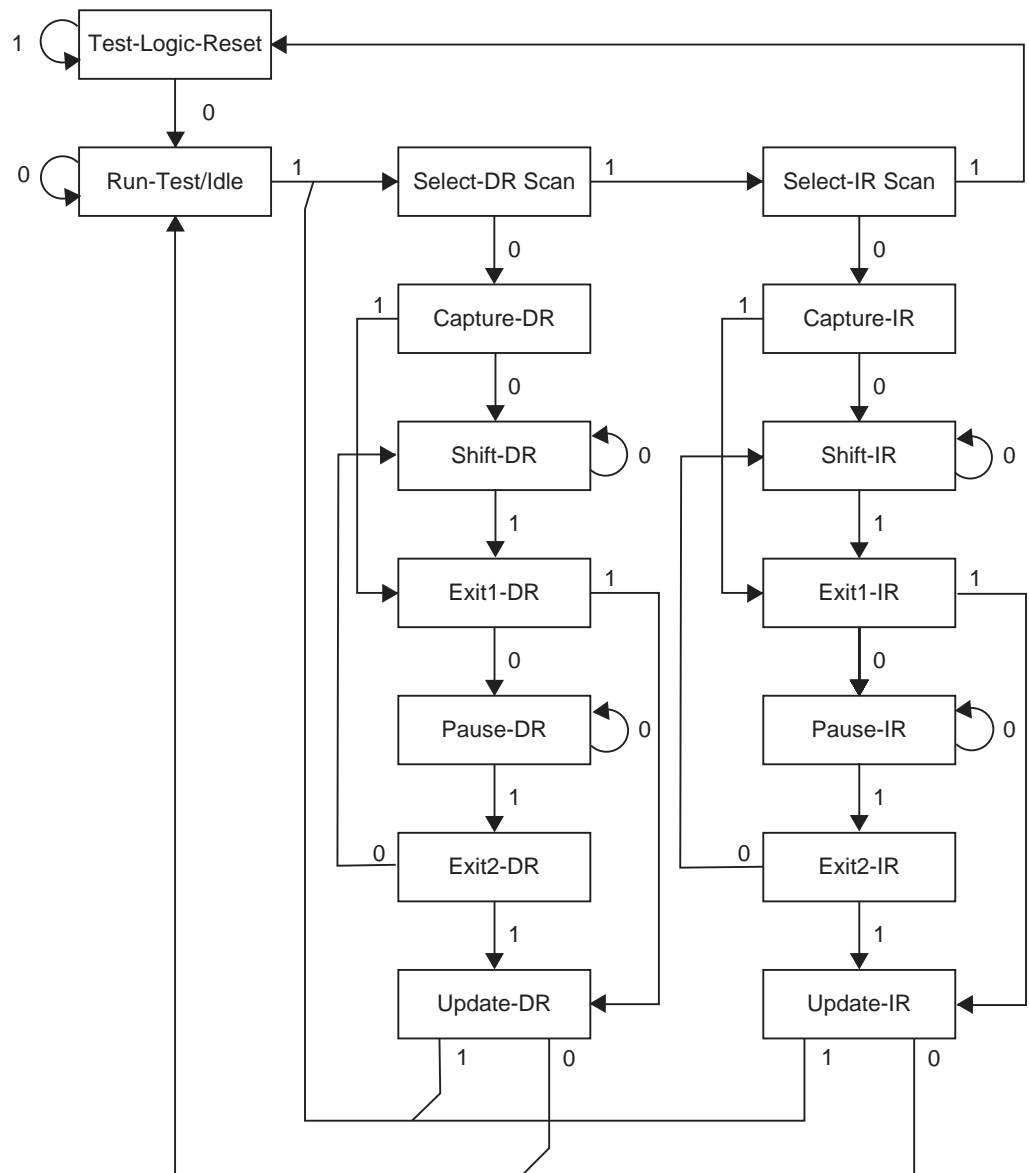 1 Test-Logic-Reset
0
0 Run-Test/Idle 1 Select-DR Scan 1 Select-IR Scan 1
0 0
1 Capture-DR 1 Capture-IR
0 0
Shift-DR 0 Shift-IR 0
1 1
Exit1-DR 1 Exit1-IR 1
0 0
Pause-DR 0 Pause-IR 0
1 1
0 Exit2-DR 0 Exit2-IR
1 1
Update-DR Update-IR
1 0 1 0